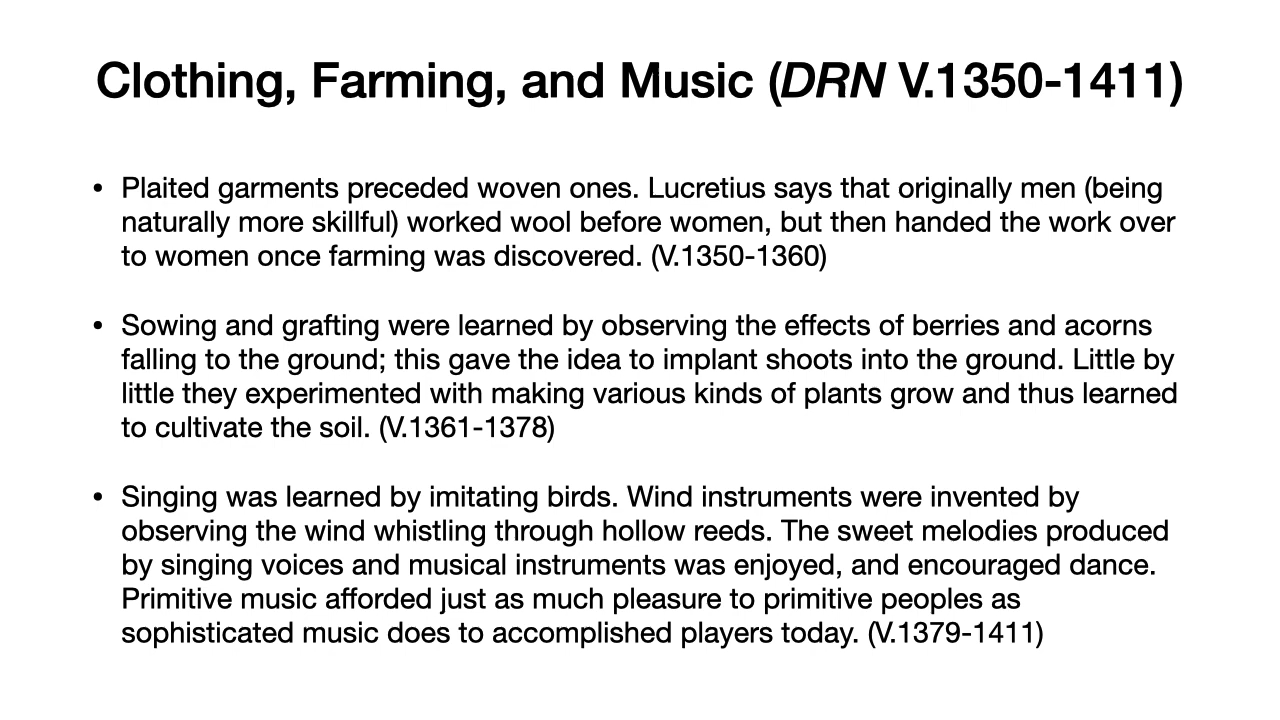 Clothing, Farming, and Music (DRN V.1350-1411)
• Plaited garments preceded woven ones. Lucretius says that originally men (being
naturally more skillful) worked wool before women, but then handed the work over
to women once farming was discovered. (V.1350-1360)
• Sowing and grafting were learned by observing the effects of berries and acorns
falling to the ground; this gave the idea to implant shoots into the ground. Little by
little they experimented with making various kinds of plants grow and thus learned
to cultivate the soil. (V.1361-1378)
• Singing was learned by imitating birds. Wind instruments were invented by
observing the wind whistling through hollow reeds. The sweet melodies produced
by singing voices and musical instruments was enjoyed, and encouraged dance.
Primitive music afforded just as much pleasure to primitive peoples as
sophisticated music does to accomplished players today. (V.1379-1411)